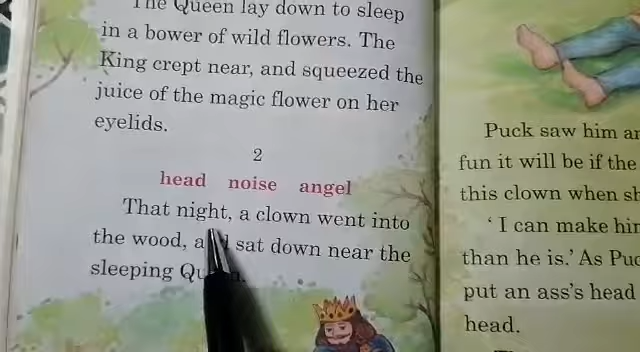 The Queen lay down to sleep
in a bower of wild flowers. The
King crept near, and squeezed the
juice of the magic flower on her
eyelids.
2
head noise angel
That night, a clown went into
the wood, and sat down near the
sleeping
Puck saw him
fun it will be if the
this clown when
' I can make
than he is.' As
put an ass's head
head.